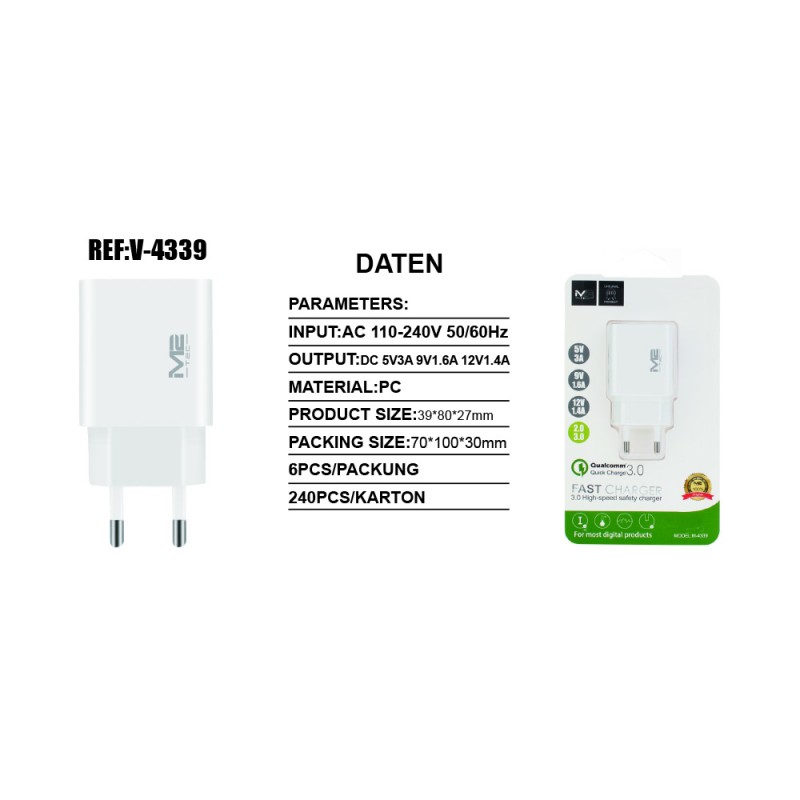 REF:V-4339
M2
TEC
DATEN
PARAMETERS:
INPUT:AC 110-240V 50/60Hz
OUTPUT:DC 5V3A 9V1.6A 12V1.4A
MATERIAL:PC
PRODUCT SIZE:39*80*27mm
PACKING SIZE:70*100*30mm
6PCS/PACKUNG
240PCS/KARTON
5V
3A
9V
1.6A
12V
1.4A
2.0
3.0
Qualcomm
Quick Charge 3.0
FAST CHARGER
3.0 High-speed safety charger
For most digital products